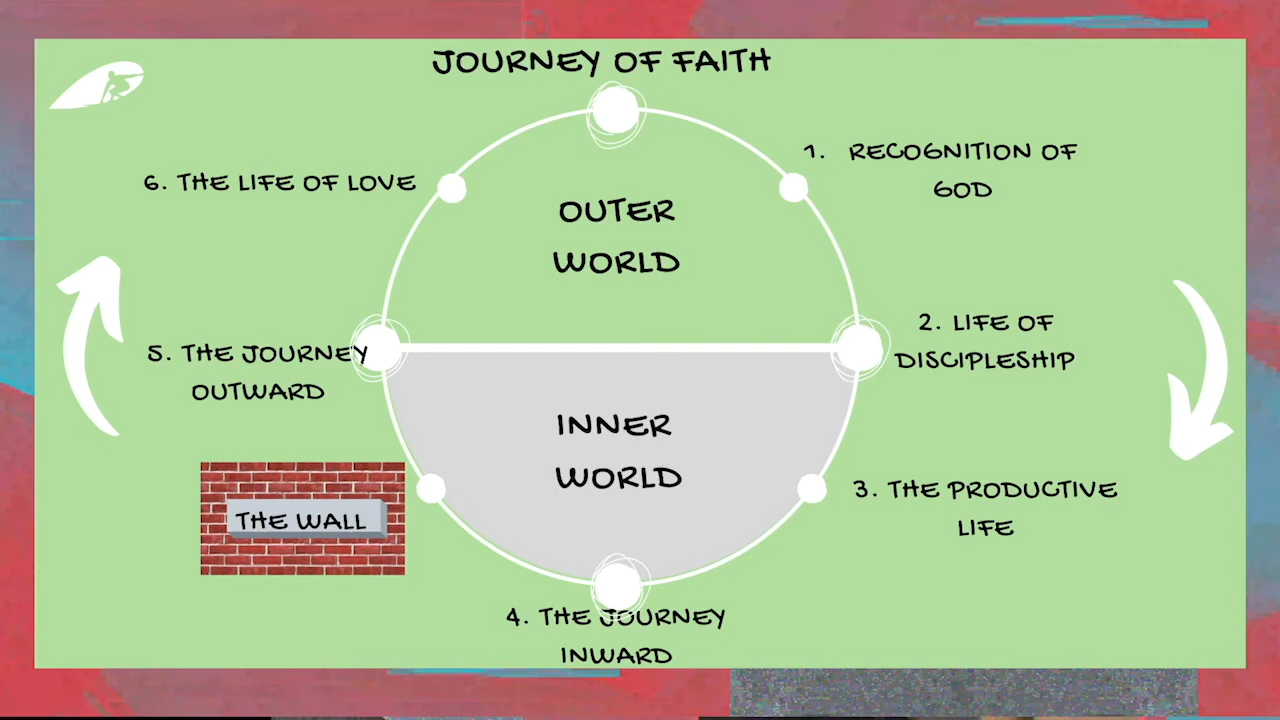 JOURNEY OF FAITH
1. RECOGNITION OF
GOD
6. THE LIFE OF LOVE
OUTER
WORLD
2. LIFE OF
DISCIPLESHIP
5. THE JOURNEY
OUTWARD
INNER
WORLD
3. THE PRODUCTIVE
LIFE
THE WALL
4. THE JOURNEY
INWARD